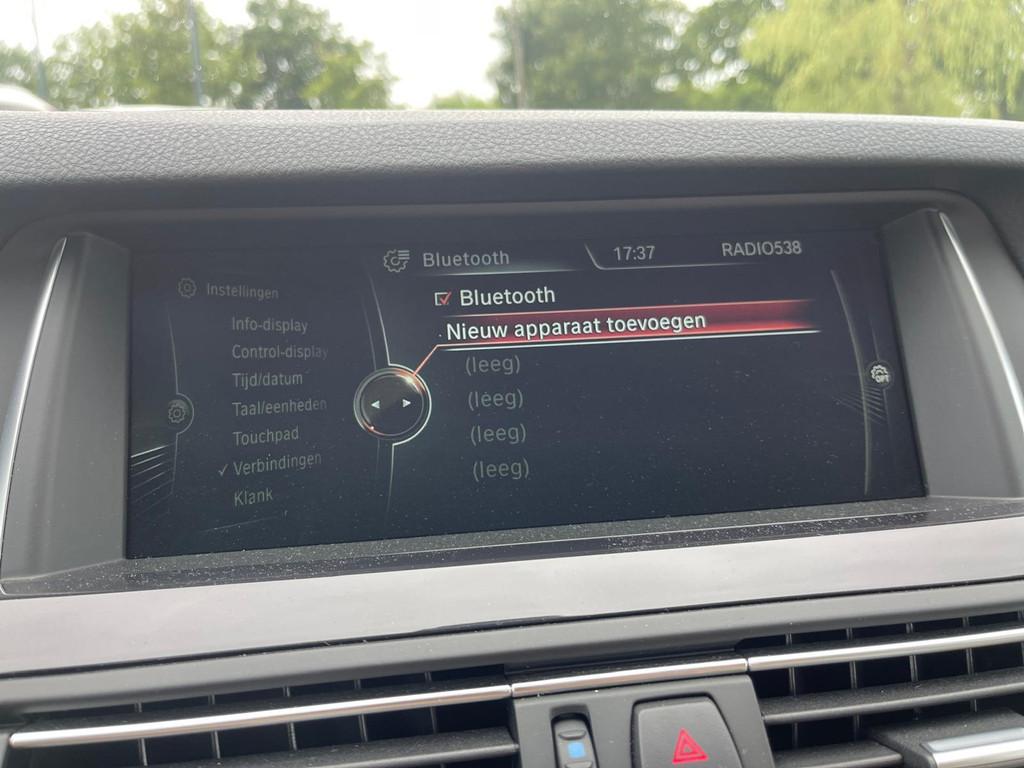 Bluetooth
17:37
RADIO538
Instellingen
Info-display
Control-display
Tijd/datum
Taal/eenheden
Touchpad
✓ Verbindingen
Klank
Bluetooth
Nieuw apparaat toevoegen
(leeg)
(leeg)
(leeg)
(leeg)